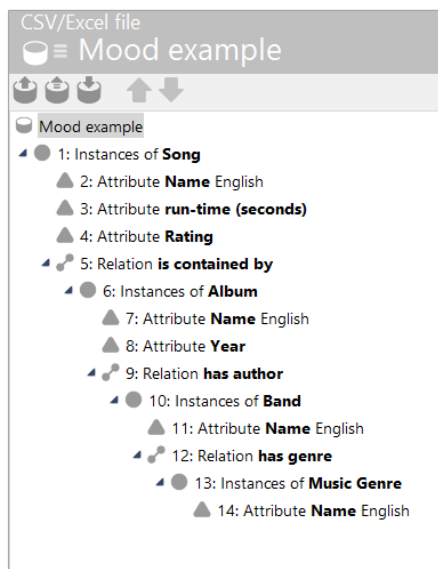 CSV/Excel file
Mood example
Mood example
1: Instances of Song
2: Attribute Name English
3: Attribute run-time (seconds)
4: Attribute Rating
5: Relation is contained by
6: Instances of Album
7: Attribute Name English
8: Attribute Year
9: Relation has author
10: Instances of Band
11: Attribute Name English
12: Relation has genre
13: Instances of Music Genre
14: Attribute Name English